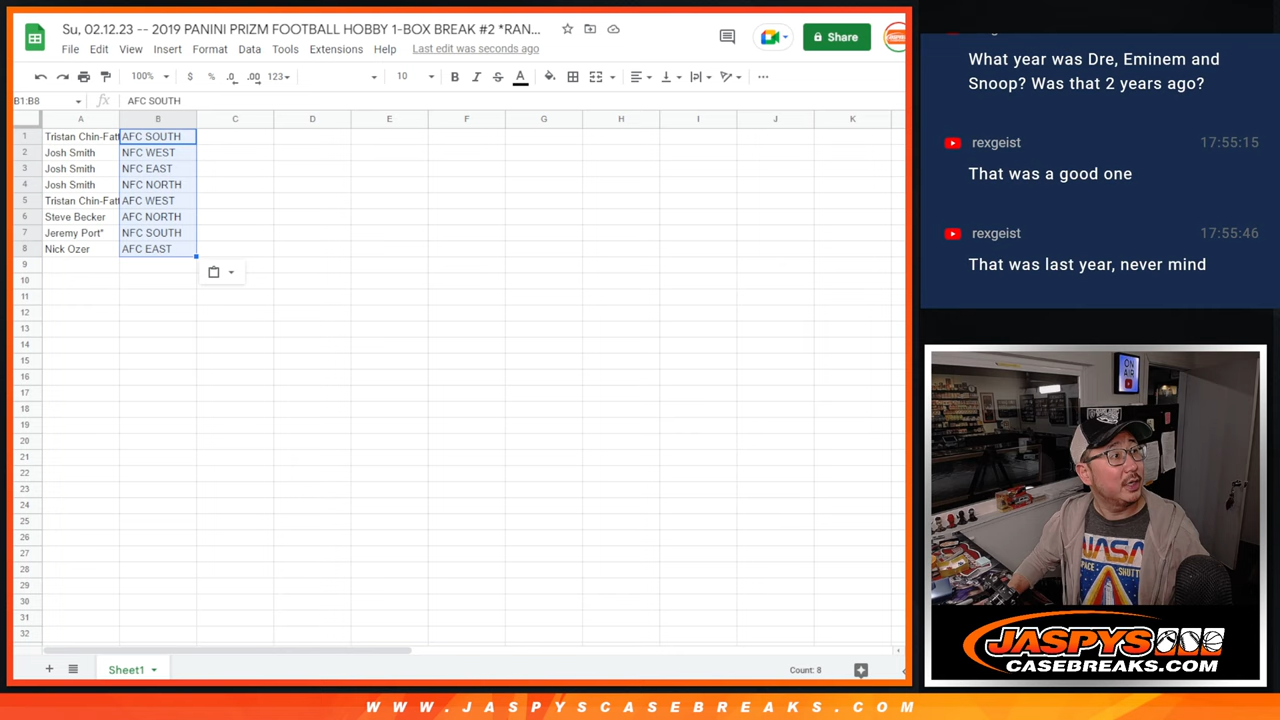 Su, 02.12.23 -- 2019 PANINI PRIZM FOOTBALL HOBBY 1-BOX BREAK #2 *RAN...
File Edit View Insert Format Data Tools Extensions Help Last edit was seconds ago
Share
100% $ % .0 .00 123 10 B I S A
B1:B8 fx AFC SOUTH
A B C D E F G H I J K
1 Tristan Chin-Fatt AFC SOUTH
2 Josh Smith NFC WEST
3 Josh Smith NFC EAST
4 Josh Smith NFC NORTH
5 Tristan Chin-Fatt AFC WEST
6 Steve Becker AFC NORTH
7 Jeremy Port* NFC SOUTH
8 Nick Ozer AFC EAST
9
10
11
12
13
14
15
16
17
18
19
20
21
22
23
24
25
26
27
28
29
30
31
32
Sheet1
Count: 8
What year was Dre, Eminem and
Snoop? Was that 2 years ago?
rexgeist 17:55:15
That was a good one
rexgeist 17:55:46
That was last year, never mind
ON
AIR
NASA
SPACE SHUTT
JASPYS
CASEBREAKS.COM
WWW.JASPYSCASEBREAKS.COM